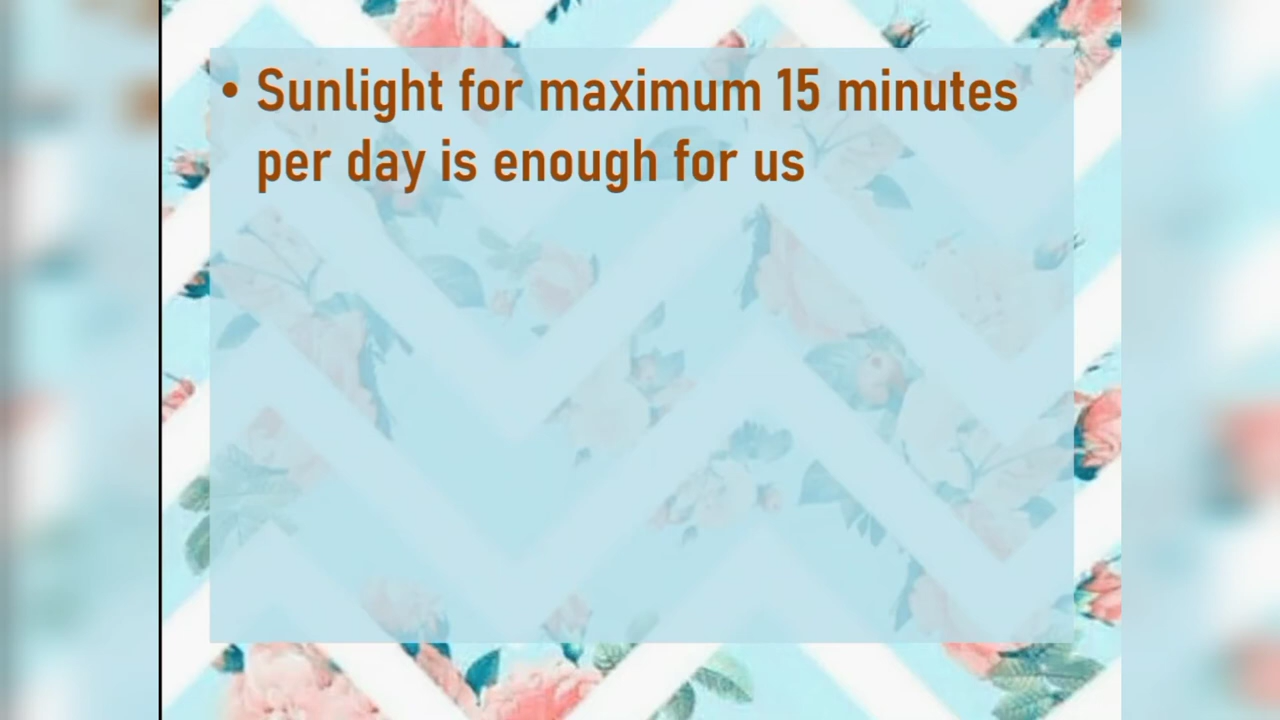 • Sunlight for maximum 15 minutes
per day is enough for us